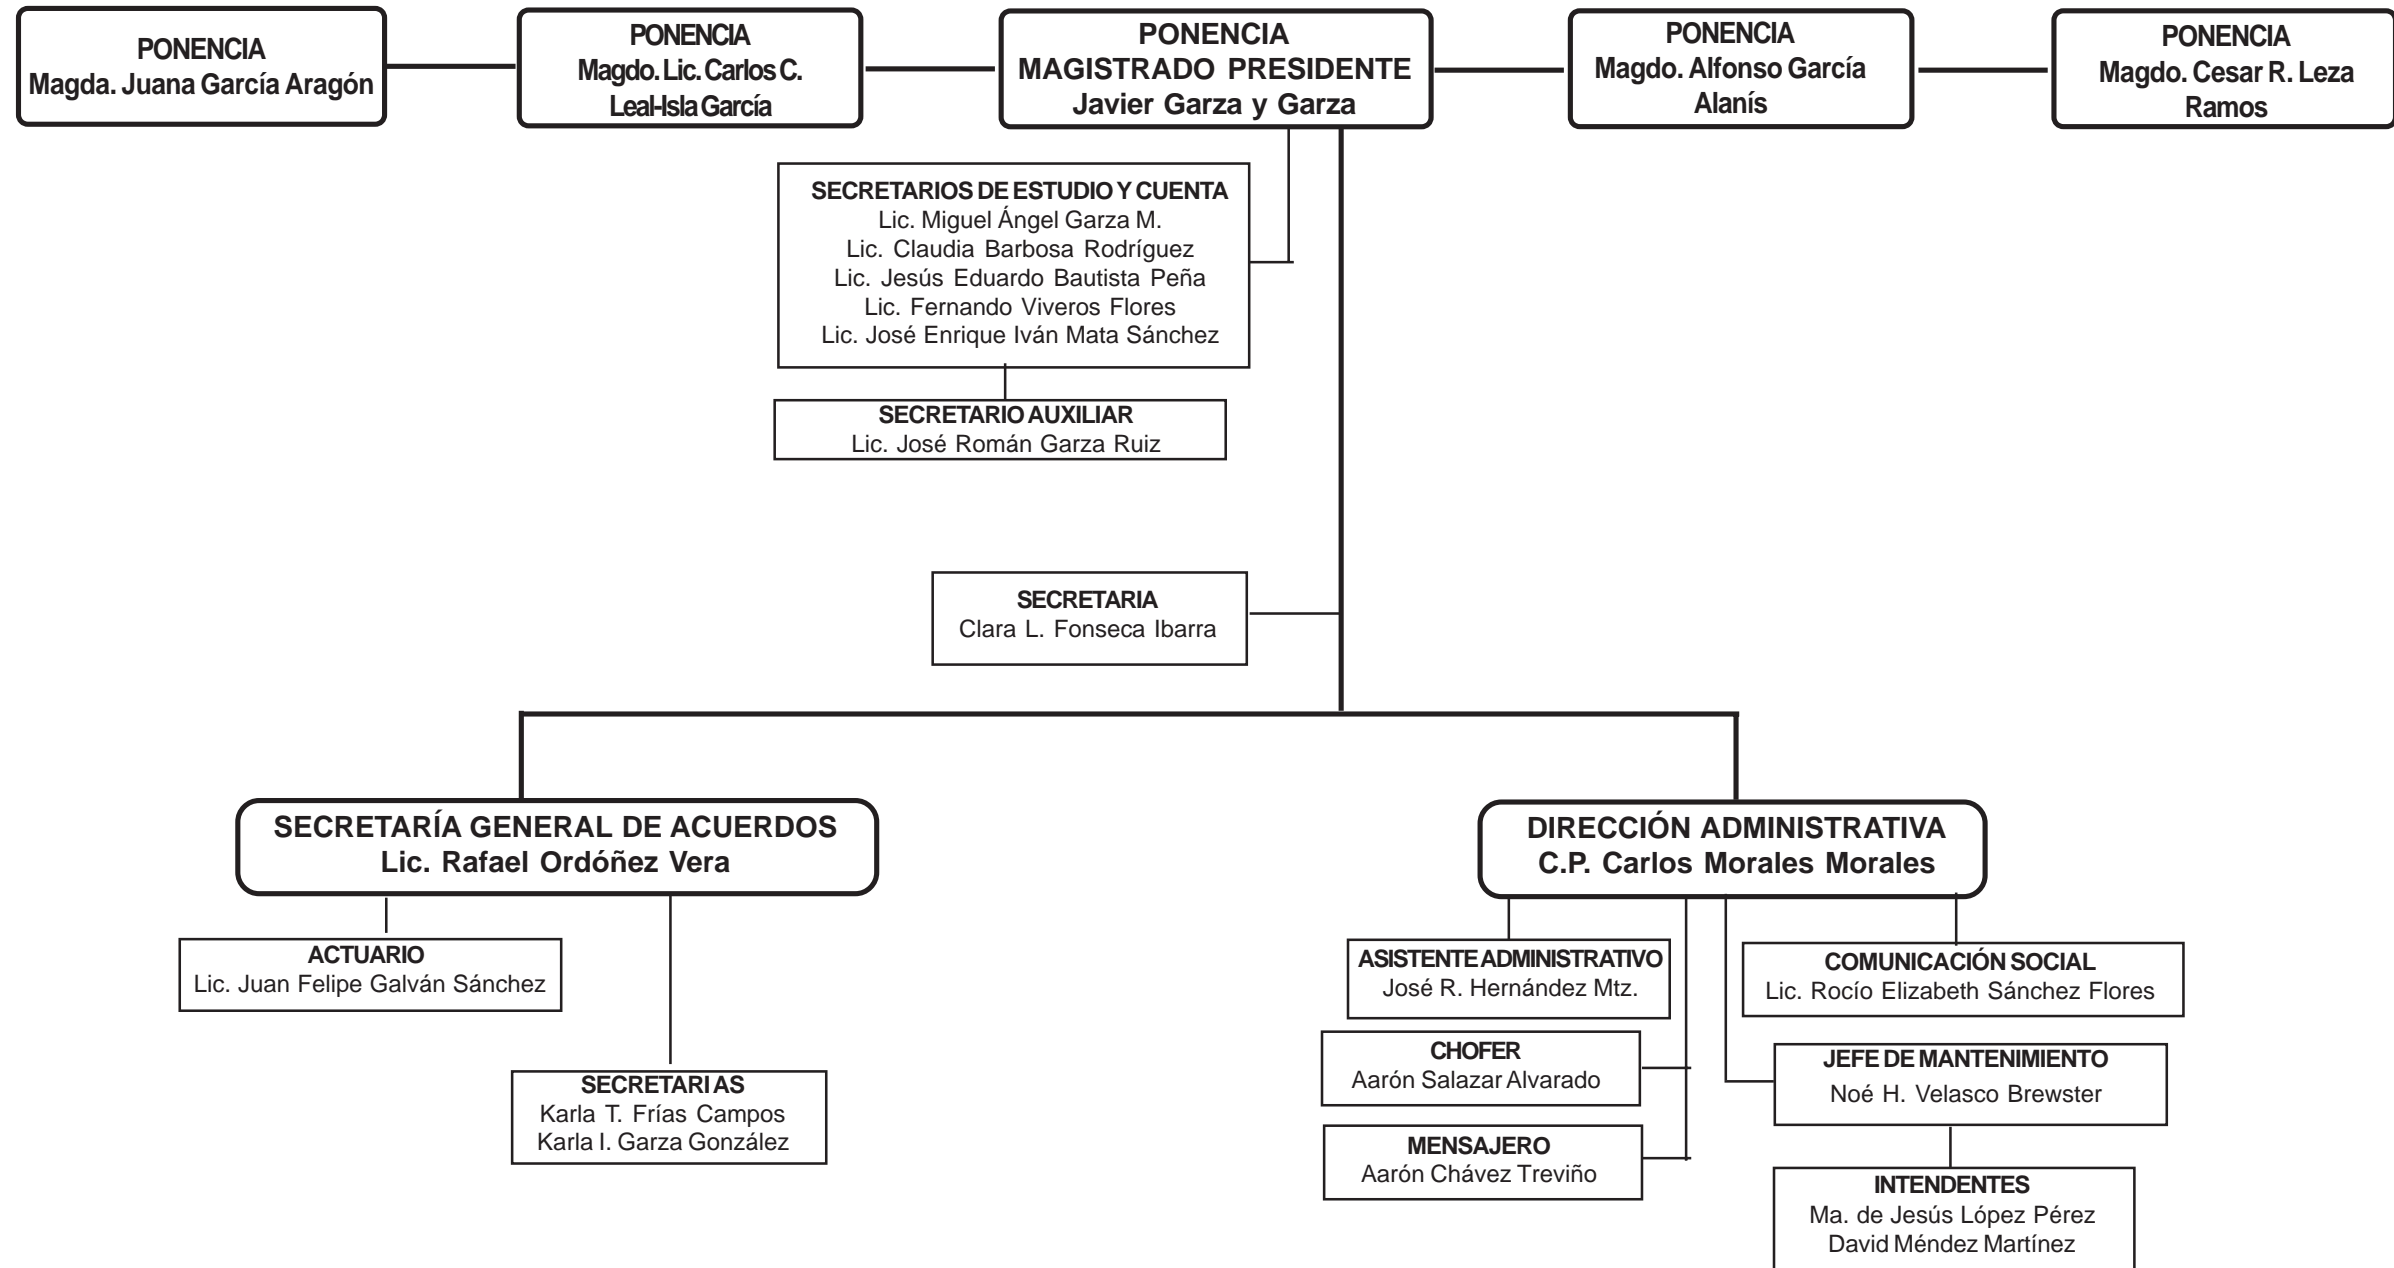 PONENCIA
Magda. Juana García Aragón
PONENCIA
Magdo. Lic. Carlos C.
Leal-Isla García
PONENCIA
MAGISTRADO PRESIDENTE
Javier Garza y Garza
PONENCIA
Magdo. Alfonso García
Alanís
PONENCIA
Magdo. Cesar R. Leza
Ramos
SECRETARIOS DE ESTUDIO Y CUENTA
Lic. Miguel Ángel Garza M.
Lic. Claudia Barbosa Rodríguez
Lic. Jesús Eduardo Bautista Peña
Lic. Fernando Viveros Flores
Lic. José Enrique Iván Mata Sánchez
SECRETARIO AUXILIAR
Lic. José Román Garza Ruiz
SECRETARIA
Clara L. Fonseca Ibarra
SECRETARÍA GENERAL DE ACUERDOS
Lic. Rafael Ordóñez Vera
ACTUARIO
Lic. Juan Felipe Galván Sánchez
SECRETARIAS
Karla T. Frías Campos
Karla I. Garza González
DIRECCIÓN ADMINISTRATIVA
C.P. Carlos Morales Morales
ASISTENTE ADMINISTRATIVO
José R. Hernández Mtz.
CHOFER
Aarón Salazar Alvarado
MENSAJERO
Aarón Chávez Treviño
COMUNICACIÓN SOCIAL
Lic. Rocío Elizabeth Sánchez Flores
JEFE DE MANTENIMIENTO
Noé H. Velasco Brewster
INTENDENTES
Ma. de Jesús López Pérez
David Méndez Martínez